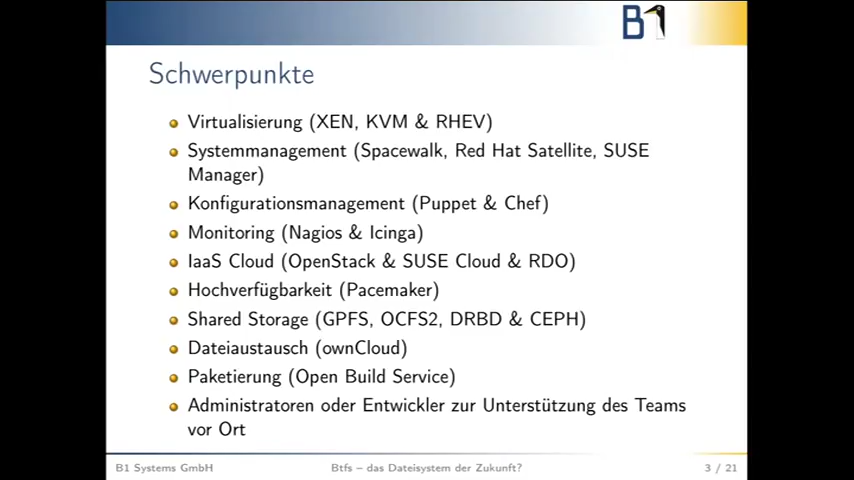 B1
Schwerpunkte
Virtualisierung (XEN, KVM & RHEV)
Systemmanagement (Spacewalk, Red Hat Satellite, SUSE
Manager)
Konfigurationsmanagement (Puppet & Chef)
Monitoring (Nagios & Icinga)
IaaS Cloud (OpenStack & SUSE Cloud & RDO)
Hochverfügbarkeit (Pacemaker)
Shared Storage (GPFS, OCFS2, DRBD & CEPH)
Dateiaustausch (ownCloud)
Paketierung (Open Build Service)
Administratoren oder Entwickler zur Unterstützung des Teams
vor Ort
B1 Systems GmbH Btfs – das Dateisystem der Zukunft? 3 / 21